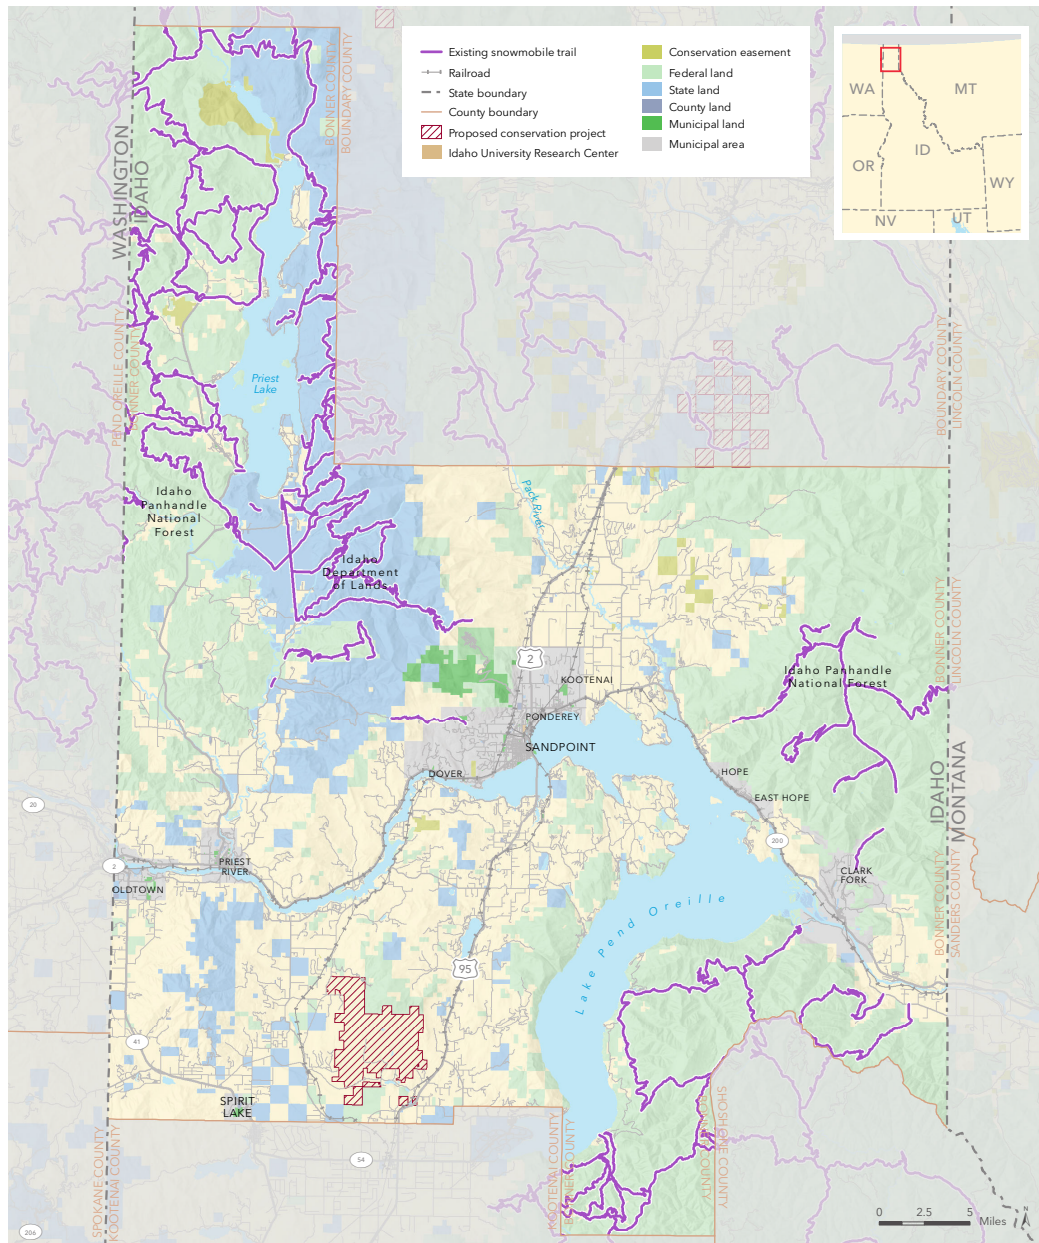 Existing snowmobile trail
Railroad
State boundary
County boundary
Proposed conservation project
Idaho University Research Center
Conservation easement
Federal land
State land
County land
Municipal land
Municipal area
WA
MT
OR
ID
WY
NV
UT
BONNER COUNTY
BOUNDARY COUNTY
WASHINGTON
IDAHO
PEND OREILLE COUNTY
BONNER COUNTY
BOUNDARY COUNTY
LINCOLN COUNTY
Priest
Lake
Pack River
Idaho
Panhandle
National
Forest
Idaho
Department
of Lands
BONNER COUNTY
LINCOLN COUNTY
2
KOOTENAI
Idaho Panhandle
National Forest
PONDEREY
SANDPOINT
DOVER
HOPE
EAST HOPE
IDAHO
MONTANA
20
200
2
PRIEST
RIVER
OLDTOWN
CLARK
FORK
Lake Pend Oreille
BONNER COUNTY
SANDERS COUNTY
95
41
SPIRIT
LAKE
54
SPOKANE COUNTY
KOOTENAI COUNTY
KOOTENAI COUNTY
BONNER COUNTY
BONNER COUNTY
SHOSHONE COUNTY
206
0 2.5 5
Miles
N